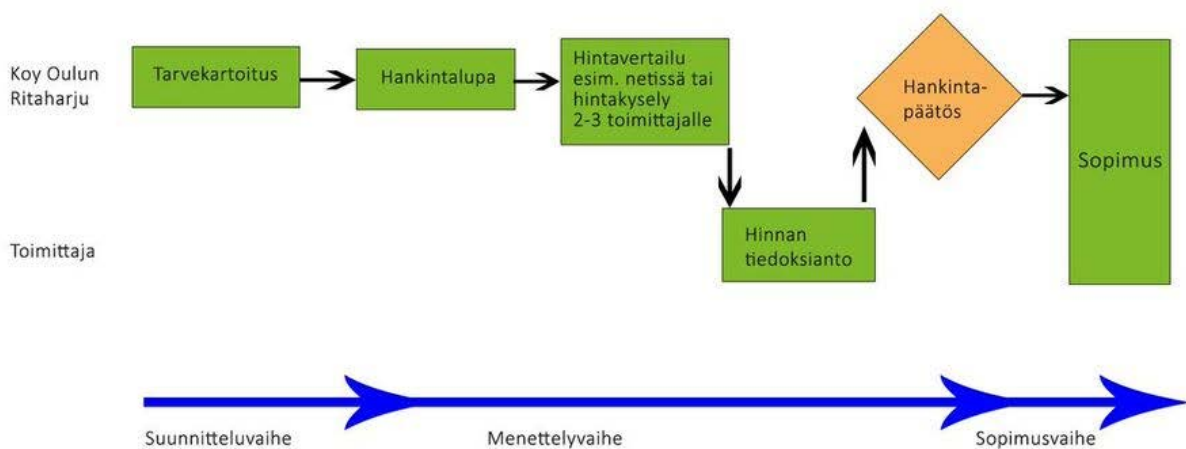 Koy Oulun
Ritaharju
Tarvekartoitus
Hankintalupa
Hintavertailu
esim. netissä tai
hintakysely
2-3 toimittajalle
Hankinta-
päätös
Sopimus
Toimittaja
Hinnan
tiedoksianto
Suunnitteluvaihe
Menettelyvaihe
Sopimusvaihe